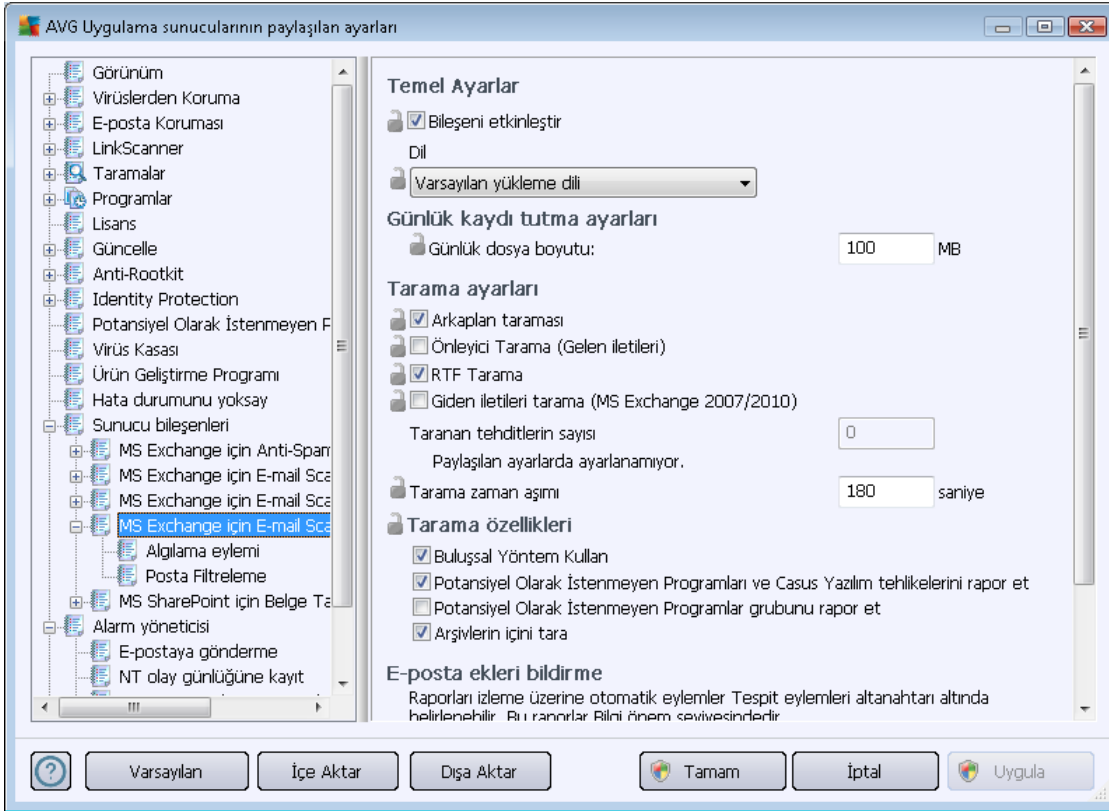 AVG Uygulama sunucularının paylaşılan ayarları
Görünüm
Virüslerden Koruma
E-posta Koruması
LinkScanner
Taramalar
Programlar
Lisans
Güncelle
Anti-Rootkit
Identity Protection
Potansiyel Olarak İstenmeyen P
Virüs Kasası
Ürün Geliştirme Programı
Hata durumunu yoksay
Sunucu bileşenleri
MS Exchange için Anti-Spam
MS Exchange için E-mail Sca
MS Exchange için E-mail Sca
MS Exchange için E-mail Sca
Algılama eylemi
Posta Filtreleme
MS SharePoint için Belge Ta
Alarm yöneticisi
E-postaya gönderme
NT olay günlüğüne kayıt
Temel Ayarlar
Bileşeni etkinleştir
Dil
Varsayılan yükleme dili
Günlük kaydı tutma ayarları
Günlük dosya boyutu: 100 MB
Tarama ayarları
Arkaplan taraması
Önleyici Tarama (Gelen iletileri)
RTF Tarama
Giden iletileri tarama (MS Exchange 2007/2010)
Taranan tehditlerin sayısı 0
Paylaşılan ayarlarda ayarlanamıyor.
Tarama zaman aşımı 180 saniye
Tarama özellikleri
Buluşsal Yöntem Kullan
Potansiyel Olarak İstenmeyen Programları ve Casus Yazılım tehlikelerini rapor et
Potansiyel Olarak İstenmeyen Programlar grubunu rapor et
Arşivlerin içini tara
E-posta ekleri bildirme
Raporları izleme üzerine otomatik eylemler Tespit eylemleri altanahtarı altında
belirlenebilir. Bu raporlar Bilgi önem seviyesindedir.
? Varsayılan İçe Aktar Dışa Aktar Tamam İptal Uygula